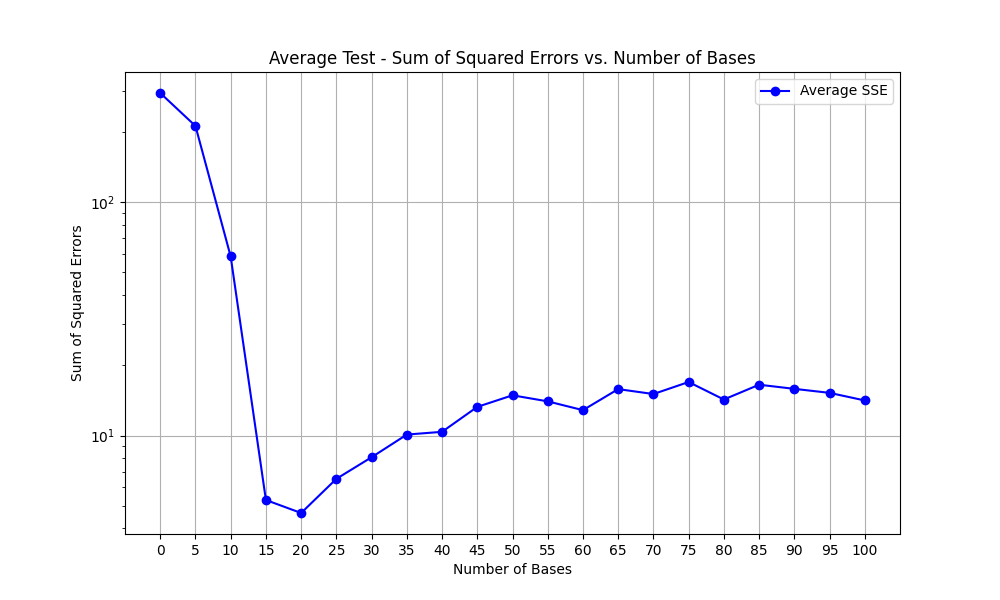 Average Test - Sum of Squared Errors vs. Number of Bases
Average SSE
Sum of Squared Errors
10²
10¹
0 5 10 15 20 25 30 35 40 45 50 55 60 65 70 75 80 85 90 95 100
Number of Bases